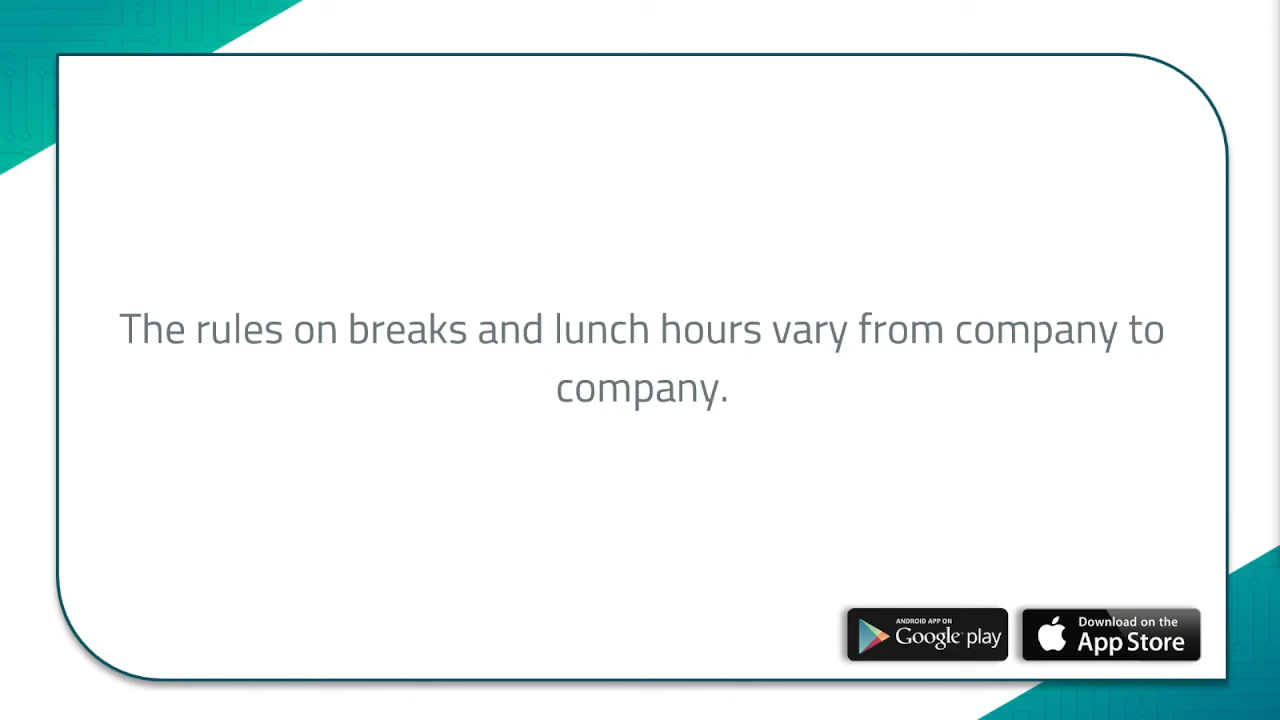 The rules on breaks and lunch hours vary from company to
company.
ANDROID APP ON
Google play
Download on the
App Store